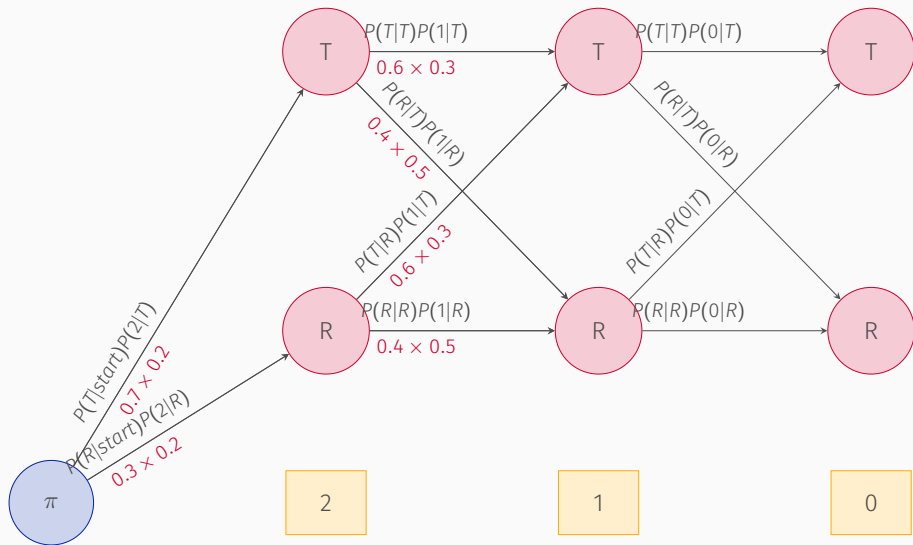 P(T|T)P(1|T)
P(T|T)P(0|T)
T
T
T
0.6 × 0.3
P(R|T)P(1|R)
0.4 × 0.5
P(R|T)P(0|R)
P(T|R)P(1|T)
0.6 × 0.3
P(T|R)P(0|T)
P(R|R)P(1|R)
P(R|R)P(0|R)
R
R
R
0.4 × 0.5
P(T|start)P(2|T)
0.7 × 0.2
P(R|start)P(2|R)
0.3 × 0.2
π
2
1
0